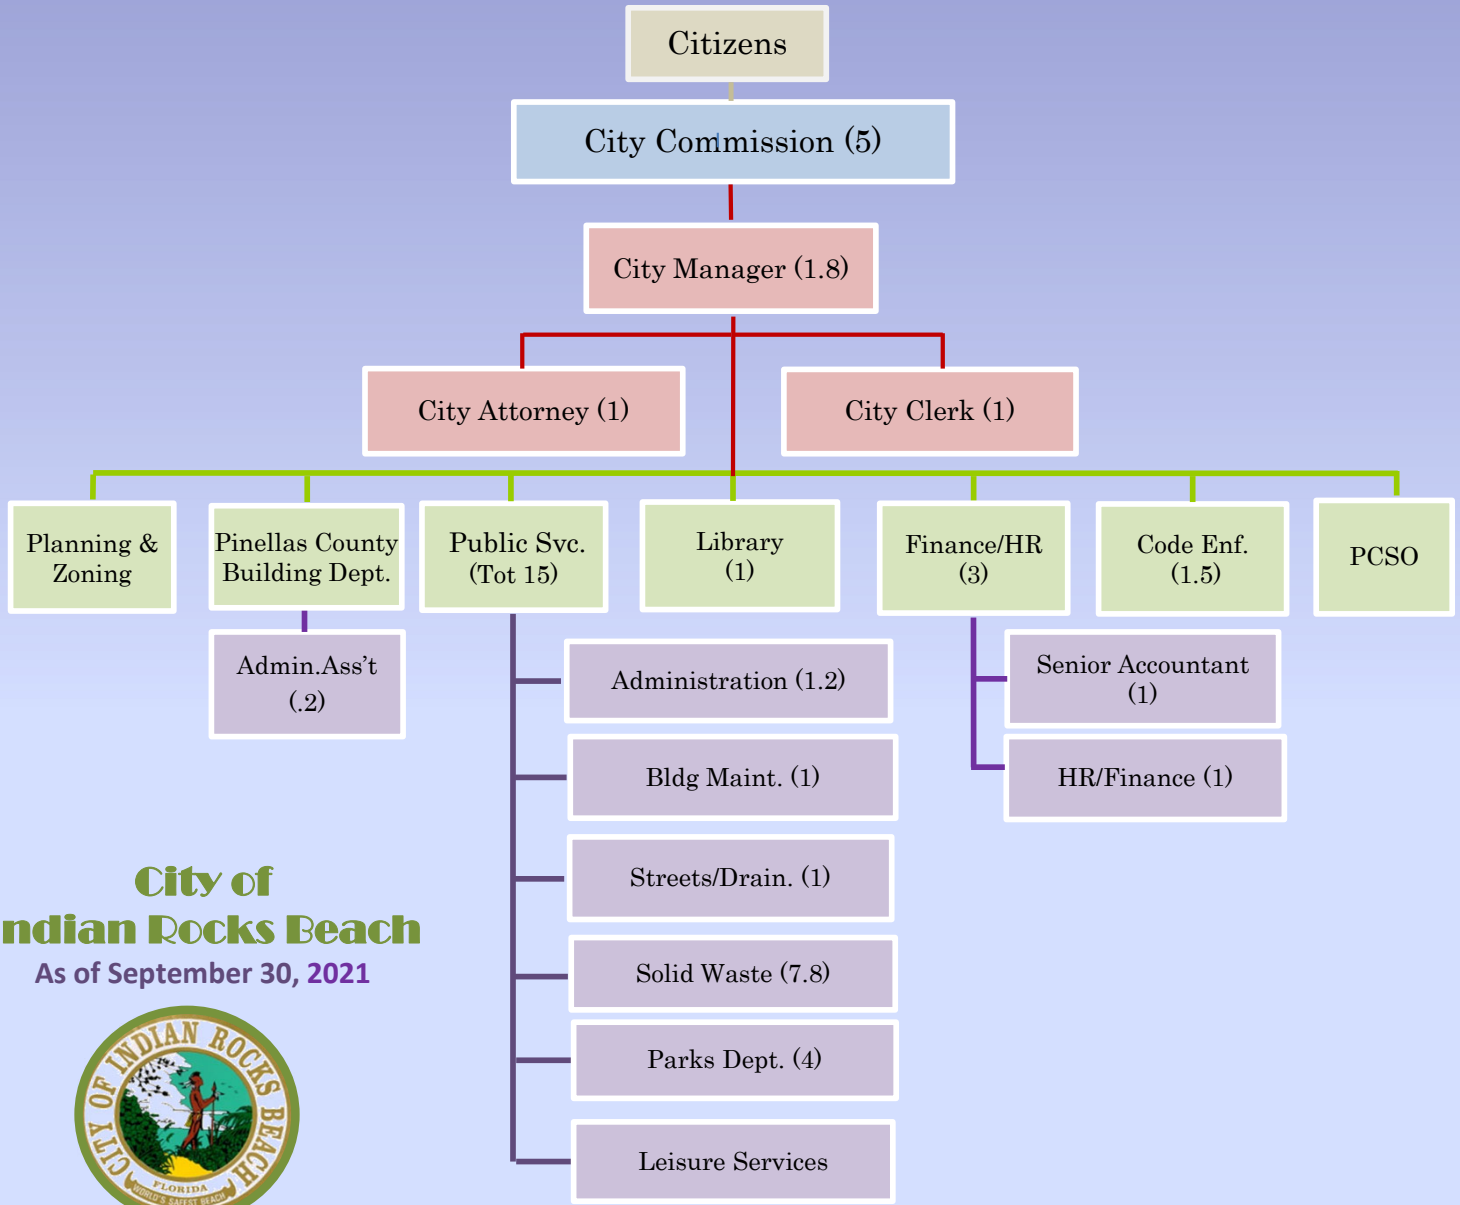 Citizens
City Commission (5)
City Manager (1.8)
City Attorney (1)
City Clerk (1)
Planning &
Zoning
Pinellas County
Building Dept.
Public Svc.
(Tot 15)
Library
(1)
Finance/HR
(3)
Code Enf.
(1.5)
PCSO
Admin.Ass't
(.2)
Administration (1.2)
Bldg Maint. (1)
Streets/Drain. (1)
Solid Waste (7.8)
Parks Dept. (4)
Leisure Services
Senior Accountant
(1)
HR/Finance (1)
City of
ndian Rocks Beach
As of September 30, 2021
CITY OF INDIAN ROCKS BEACH
FLORIDA
WORLD'S SAFEST BEACH